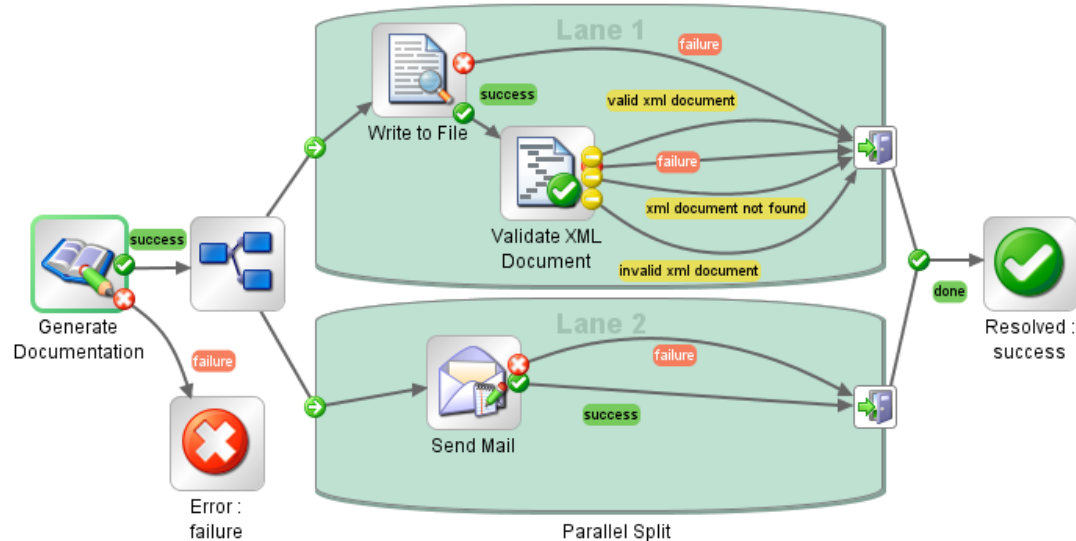 Lane 1
failure
success
valid xml document
Write to File
failure
xml document not found
success
Validate XML
Document
invalid xml document
done
Generate
Documentation
Resolved :
success
Lane 2
failure
failure
success
Send Mail
Error :
failure
Parallel Split